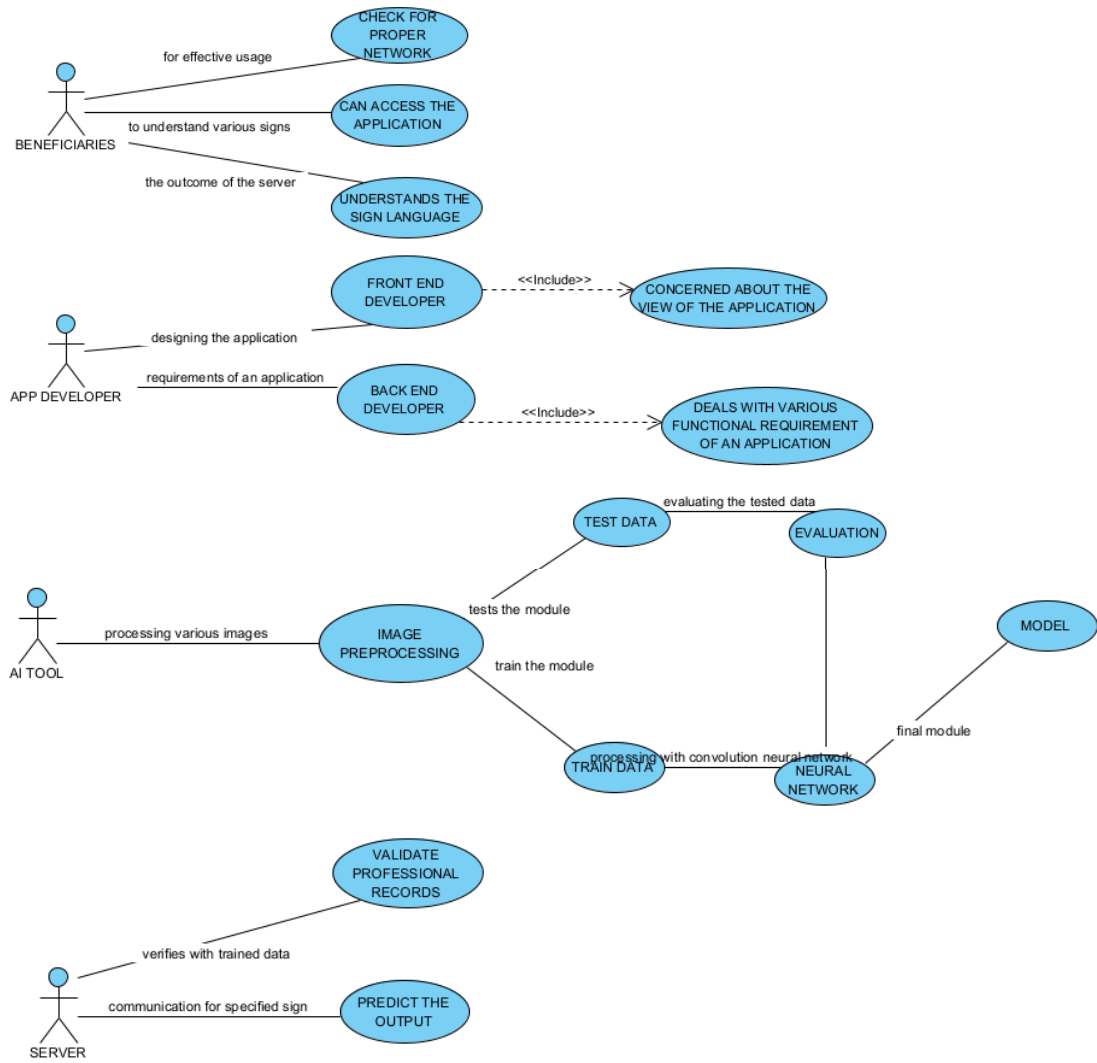 CHECK FOR
PROPER
NETWORK
for effective usage
CAN ACCESS THE
APPLICATION
to understand various signs
BENEFICIARIES
the outcome of the server
UNDERSTANDS THE
SIGN LANGUAGE
FRONT END
DEVELOPER
<<Include>>
CONCERNED ABOUT THE
VIEW OF THE APPLICATION
designing the application
requirements of an application
APP DEVELOPER
BACK END
DEVELOPER
<<Include>>
DEALS WITH VARIOUS
FUNCTIONAL REQUIREMENT
OF AN APPLICATION
evaluating the tested data
TEST DATA
EVALUATION
tests the module
processing various images
IMAGE
PREPROCESSING
MODEL
AI TOOL
train the module
final module
processing with convolution neural network
TRAIN DATA
NEURAL
NETWORK
VALIDATE
PROFESSIONAL
RECORDS
verifies with trained data
communication for specified sign
PREDICT THE
OUTPUT
SERVER